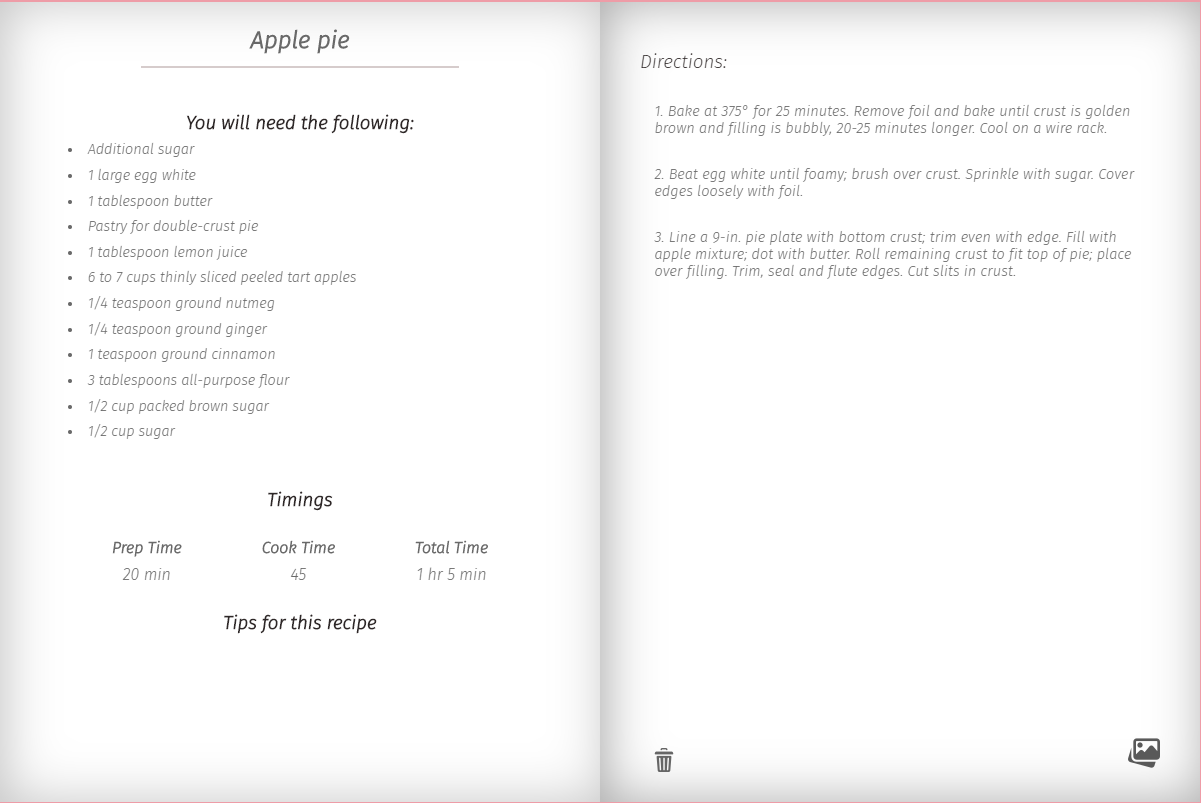 Apple pie
You will need the following:
Additional sugar
1 large egg white
1 tablespoon butter
Pastry for double-crust pie
1 tablespoon lemon juice
6 to 7 cups thinly sliced peeled tart apples
1/4 teaspoon ground nutmeg
1/4 teaspoon ground ginger
1 teaspoon ground cinnamon
3 tablespoons all-purpose flour
1/2 cup packed brown sugar
1/2 cup sugar
Timings
Prep Time Cook Time Total Time
20 min 45 1 hr 5 min
Tips for this recipe
Directions:
1. Bake at 375° for 25 minutes. Remove foil and bake until crust is golden
brown and filling is bubbly, 20-25 minutes longer. Cool on a wire rack.
2. Beat egg white until foamy; brush over crust. Sprinkle with sugar. Cover
edges loosely with foil.
3. Line a 9-in. pie plate with bottom crust; trim even with edge. Fill with
apple mixture; dot with butter. Roll remaining crust to fit top of pie; place
over filling. Trim, seal and flute edges. Cut slits in crust.